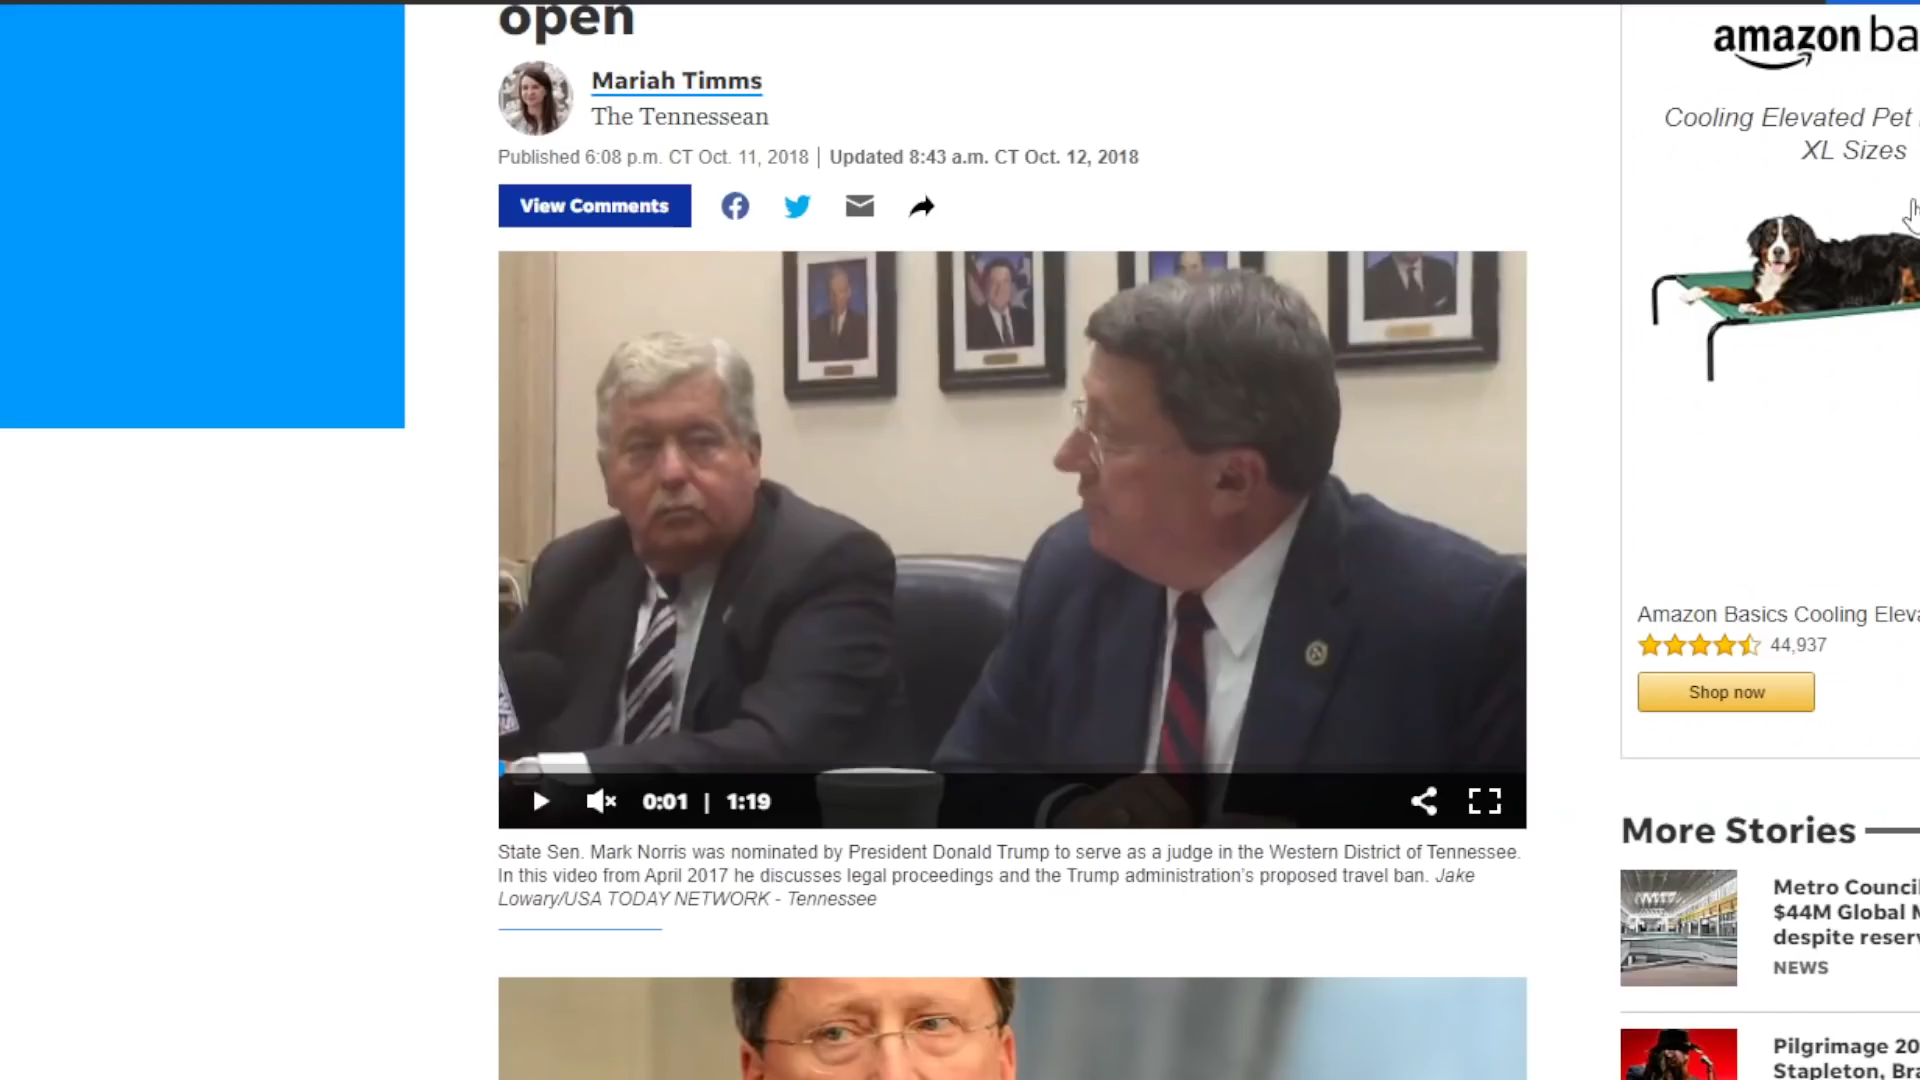 open
Mariah Timms
The Tennessean
Published 6:08 p.m. CT Oct. 11, 2018 | Updated 8:43 a.m. CT Oct. 12, 2018
View Comments
0:01 | 1:19
State Sen. Mark Norris was nominated by President Donald Trump to serve as a judge in the Western District of Tennessee.
In this video from April 2017 he discusses legal proceedings and the Trump administration's proposed travel ban. Jake
Lowary/USA TODAY NETWORK - Tennessee
amazon ba
Cooling Elevated Pet
XL Sizes
Amazon Basics Cooling Eleva
44,937
Shop now
More Stories
Metro Council
$44M Global M
despite reserv
NEWS
Pilgrimage 20
Stapleton, Bra